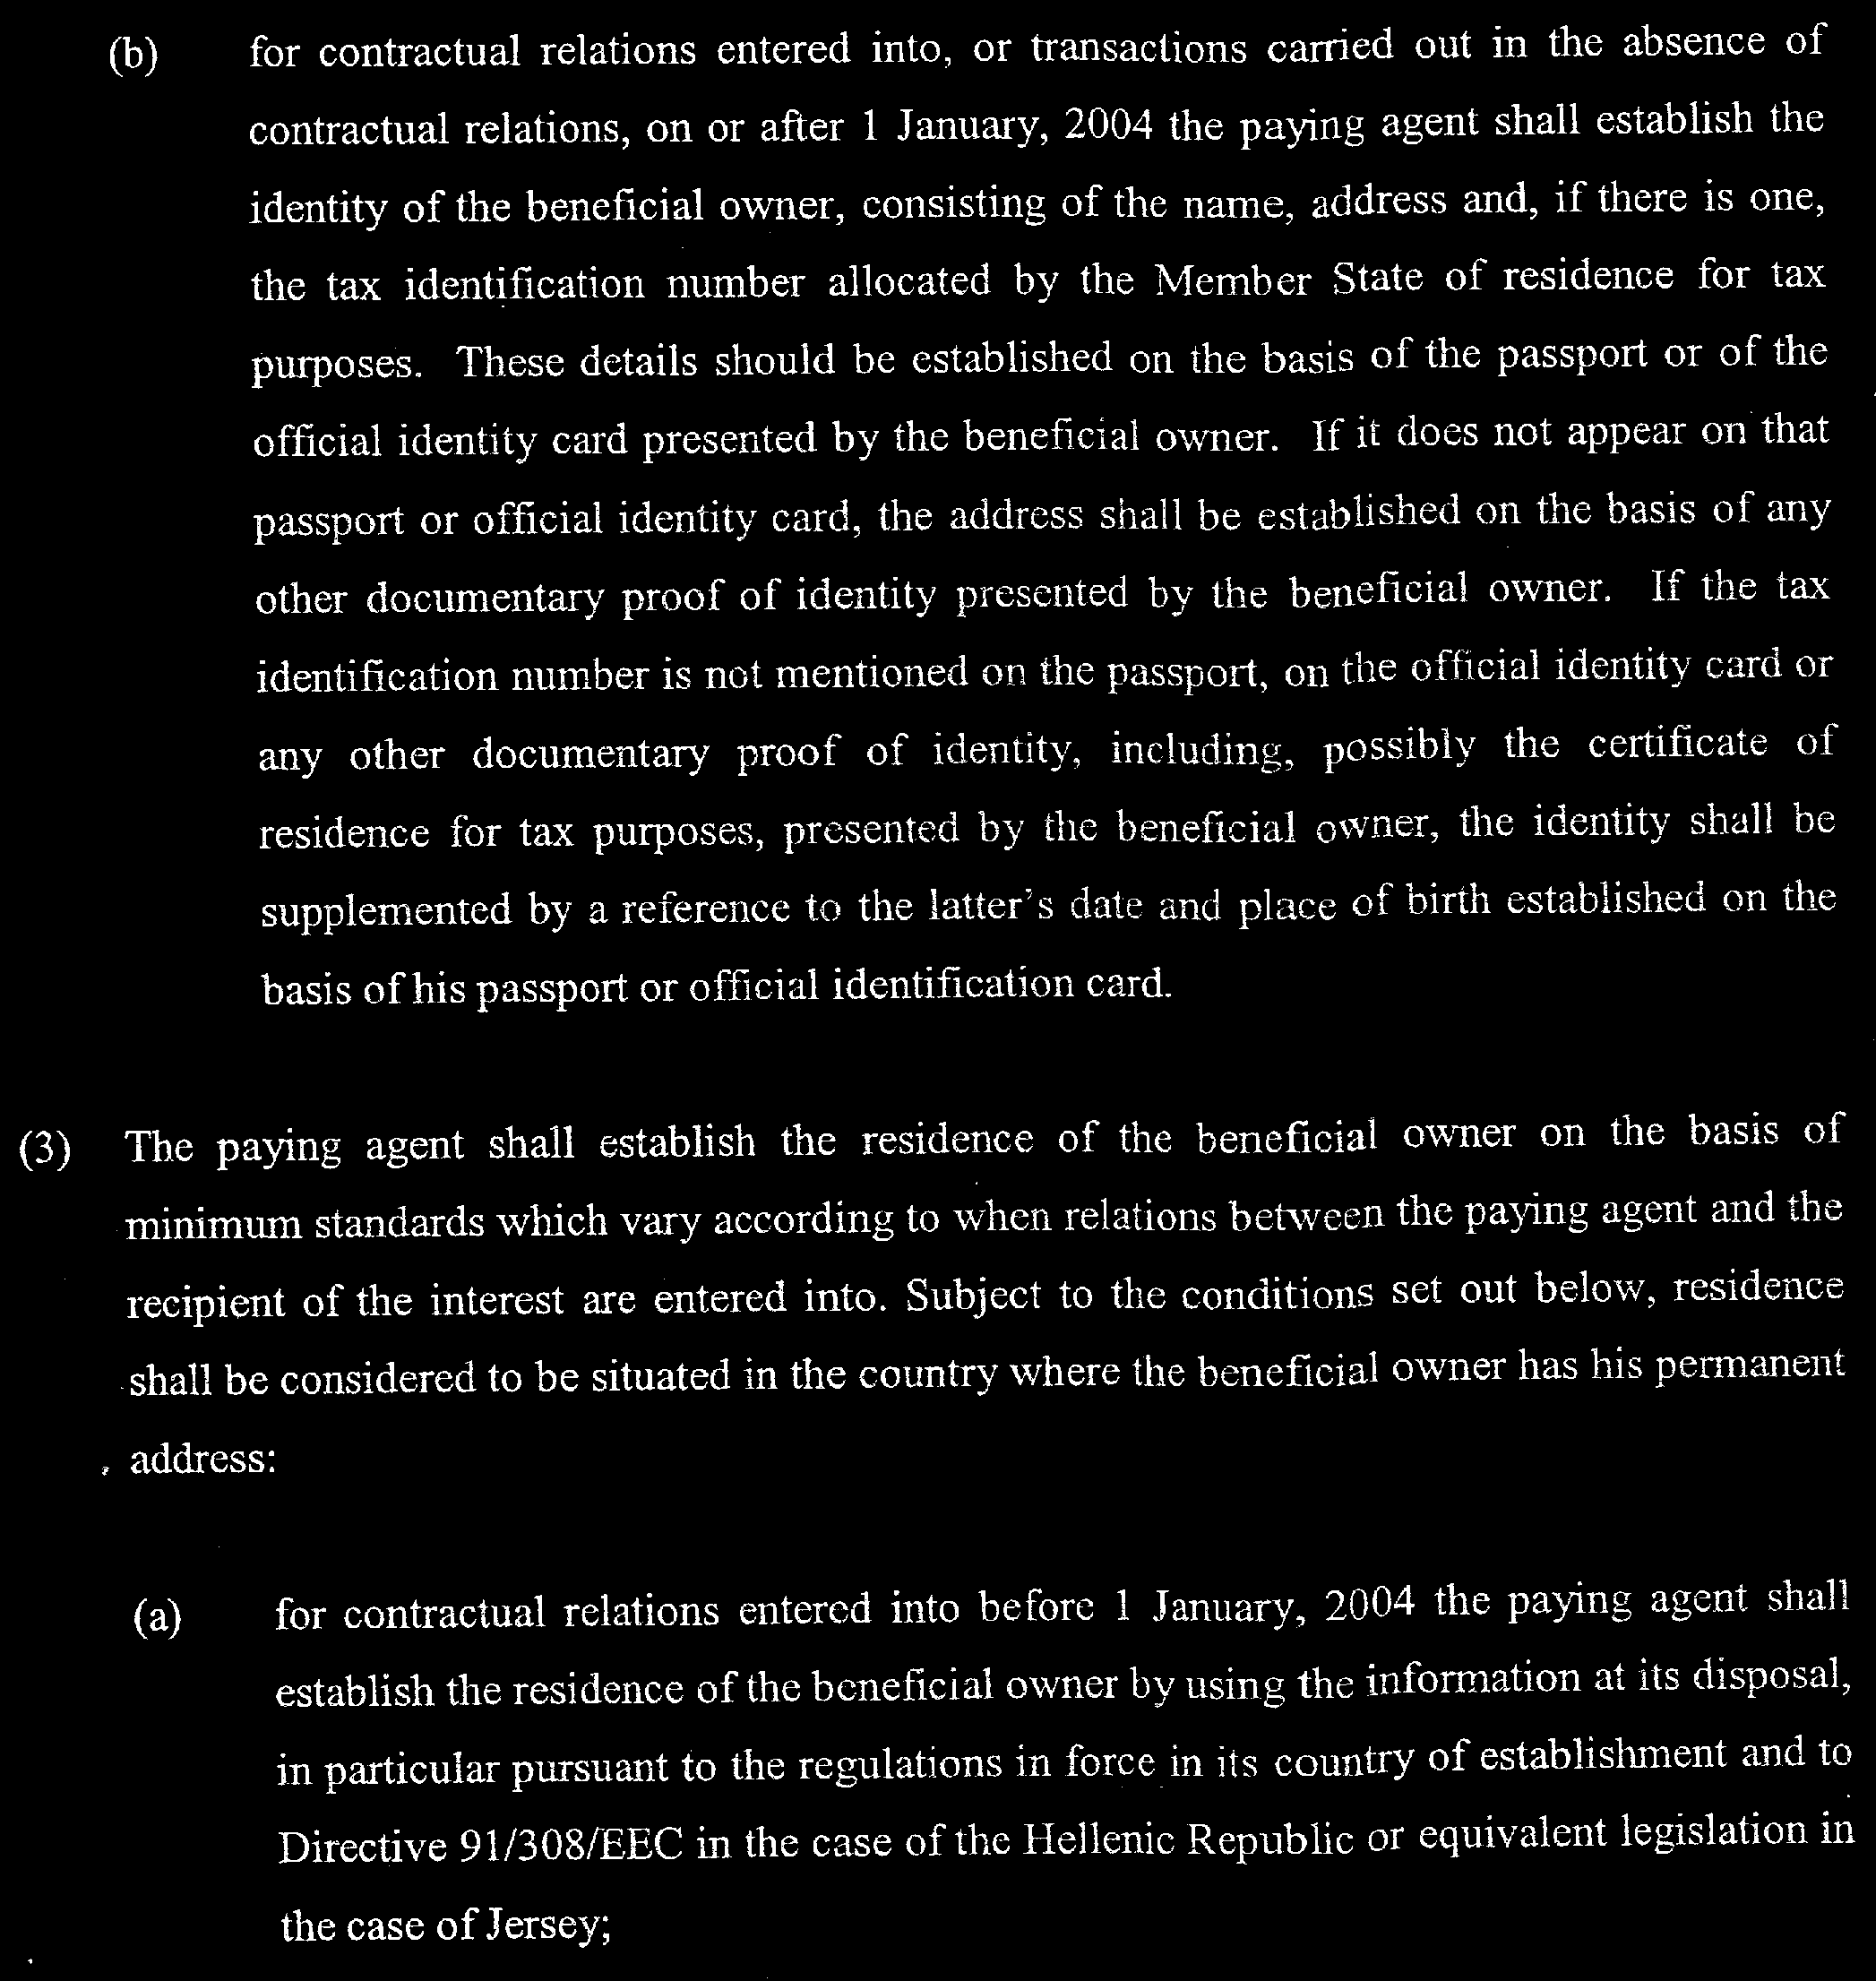 (b) for contractual relations entered into, or transactions carried out in the absence of
contractual relations, on or after 1 January, 2004 the paying agent shall establish the
identity of the beneficial owner, consisting of the name, address and, if there is one,
the tax identification number allocated by the Member State of residence for tax
purposes. These details should be established on the basis of the passport or of the
official identity card presented by the beneficial owner. If it does not appear on that
passport or official identity card, the address shall be established on the basis of any
other documentary proof of identity presented by the beneficial owner. If the tax
identification number is not mentioned on the passport, on the official identity card or
any other documentary proof of identity, including, possibly the certificate of
residence for tax purposes, presented by the beneficial owner, the identity shall be
supplemented by a reference to the latter's date and place of birth established on the
basis of his passport or official identification card.
(3) The paying agent shall establish the residence of the beneficial owner on the basis of
minimum standards which vary according to when relations between the paying agent and the
recipient of the interest are entered into. Subject to the conditions set out below, residence
shall be considered to be situated in the country where the beneficial owner has his permanent
address:
(a) for contractual relations entered into before 1 January, 2004 the paying agent shall
establish the residence of the beneficial owner by using the information at its disposal,
in particular pursuant to the regulations in force in its country of establishment and to
Directive 91/308/EEC in the case of the Hellenic Republic or equivalent legislation in
the case of Jersey;